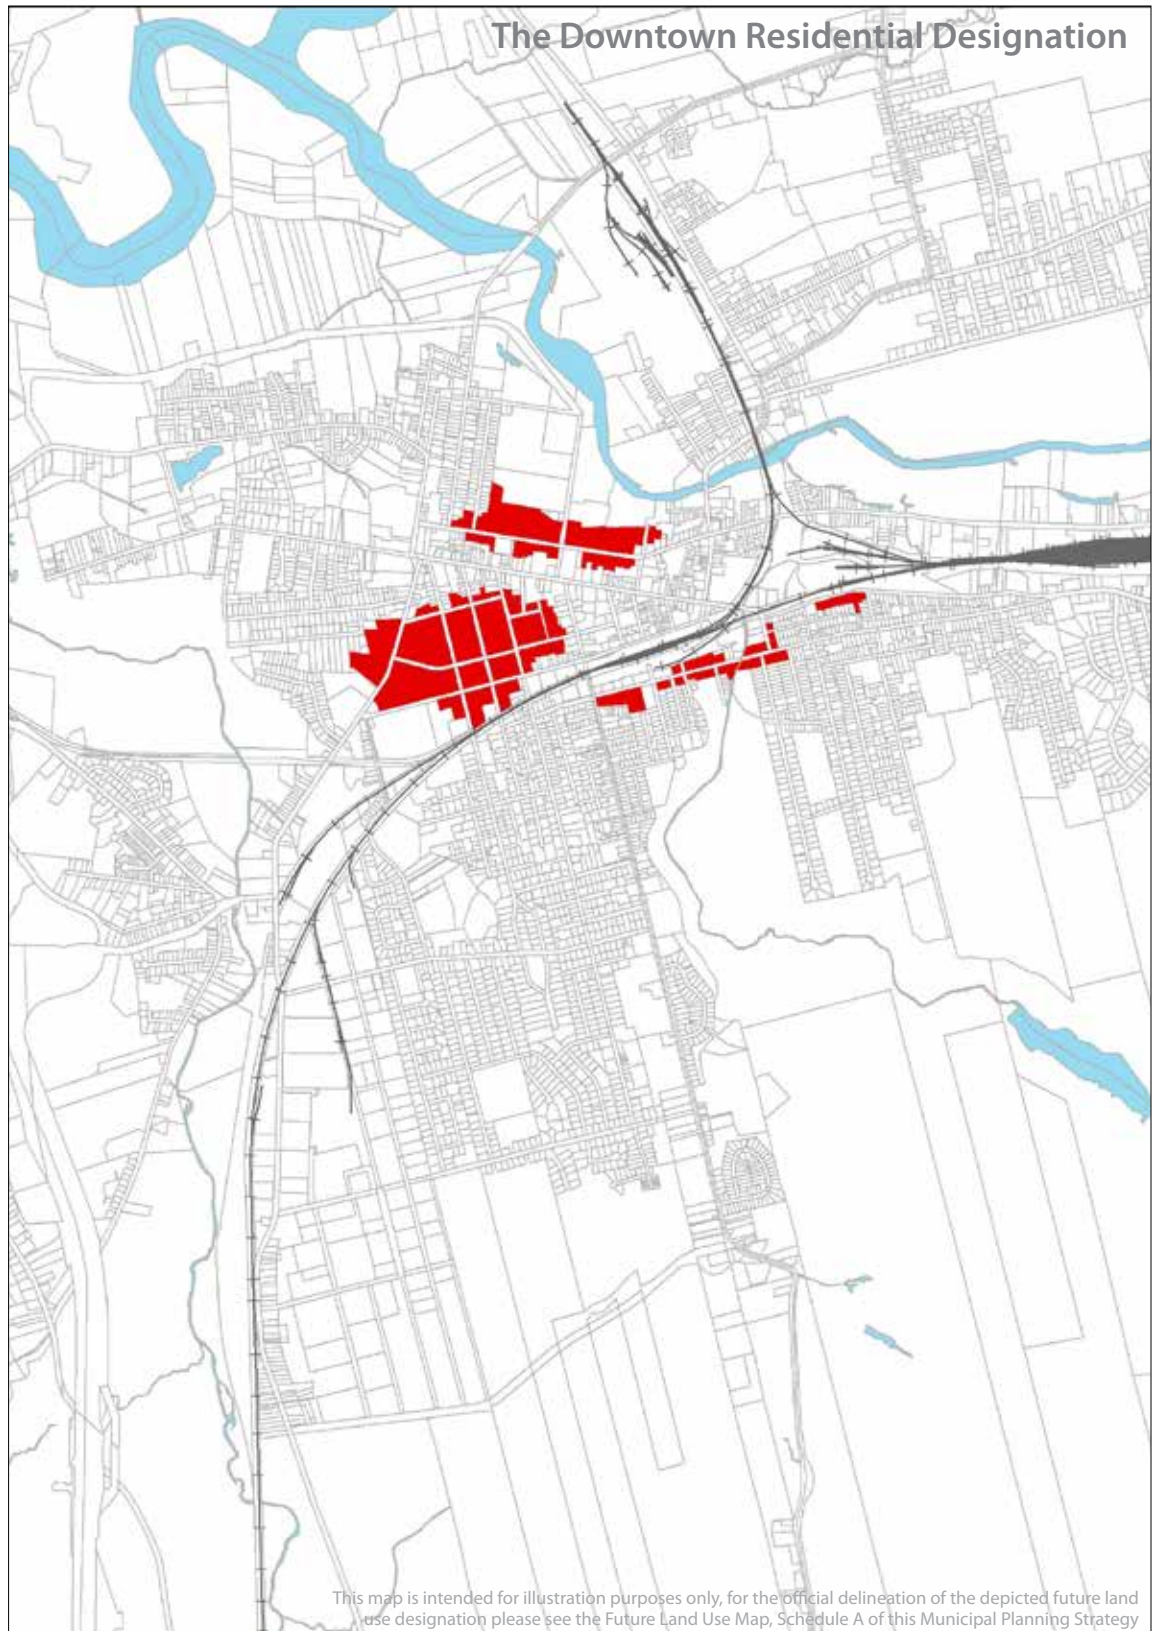 The Downtown Residential Designation
This map is intended for illustration purposes only, for the official delineation of the depicted future land
use designation please see the Future Land Use Map, Schedule A of this Municipal Planning Strategy